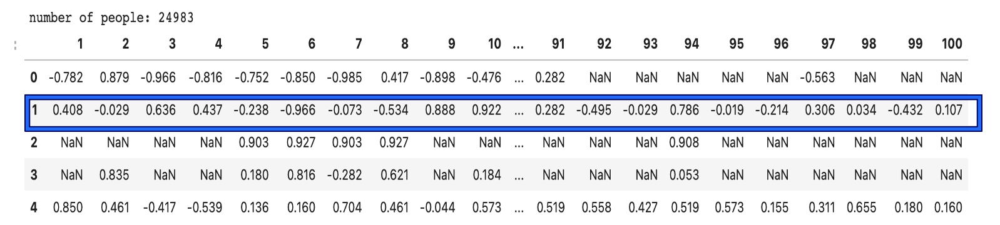 number of people: 24983
: 1 2 3 4 5 6 7 8 9 10 ... 91 92 93 94 95 96 97 98 99 100
0 -0.782 0.879 -0.966 -0.816 -0.752 -0.850 -0.985 0.417 -0.898 -0.476 ... 0.282 NaN NaN NaN NaN NaN -0.563 NaN NaN NaN
1 0.408 -0.029 0.636 0.437 -0.238 -0.966 -0.073 -0.534 0.888 0.922 ... 0.282 -0.495 -0.029 0.786 -0.019 -0.214 0.306 0.034 -0.432 0.107
2 NaN NaN NaN NaN 0.903 0.927 0.903 0.927 NaN NaN ... NaN NaN NaN 0.908 NaN NaN NaN NaN NaN NaN
3 NaN 0.835 NaN NaN 0.180 0.816 -0.282 0.621 NaN 0.184 ... NaN NaN NaN 0.053 NaN NaN NaN NaN NaN NaN
4 0.850 0.461 -0.417 -0.539 0.136 0.160 0.704 0.461 -0.044 0.573 ... 0.519 0.558 0.427 0.519 0.573 0.155 0.311 0.655 0.180 0.160